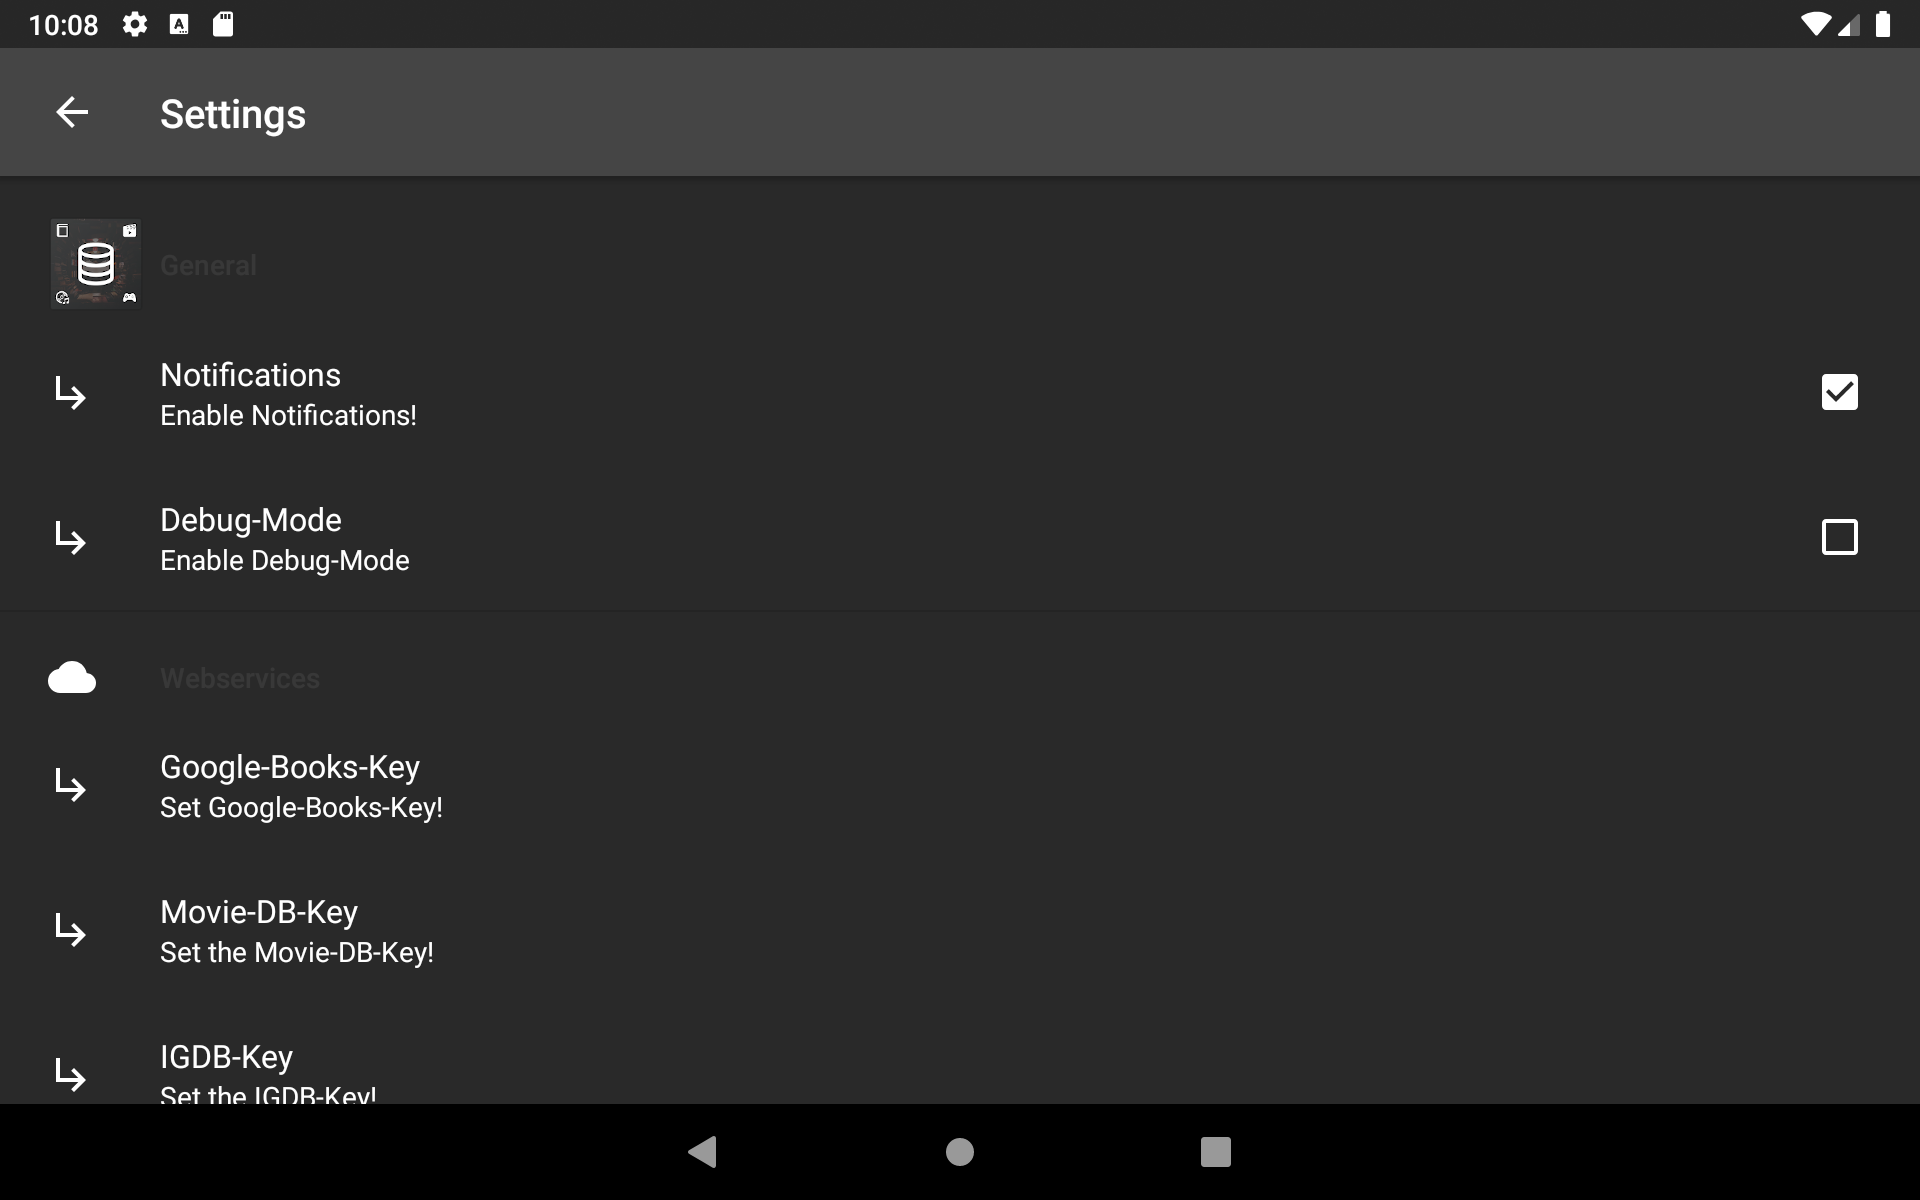 10:08
Settings
General
Notifications
Enable Notifications!
Debug-Mode
Enable Debug-Mode
Webservices
Google-Books-Key
Set Google-Books-Key!
Movie-DB-Key
Set the Movie-DB-Key!
IGDB-Key
Set the IGDB-Key!